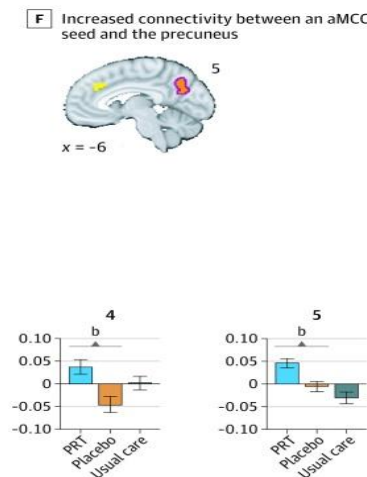 F Increased connectivity between an aMCC
seed and the precuneus
5
x = -6
4
b
0.10
0.05
0
-0.05
-0.10
PRT
Placebo
Usual care
5
b
0.10
0.05
0
-0.05
-0.10
PRT
Placebo
Usual care